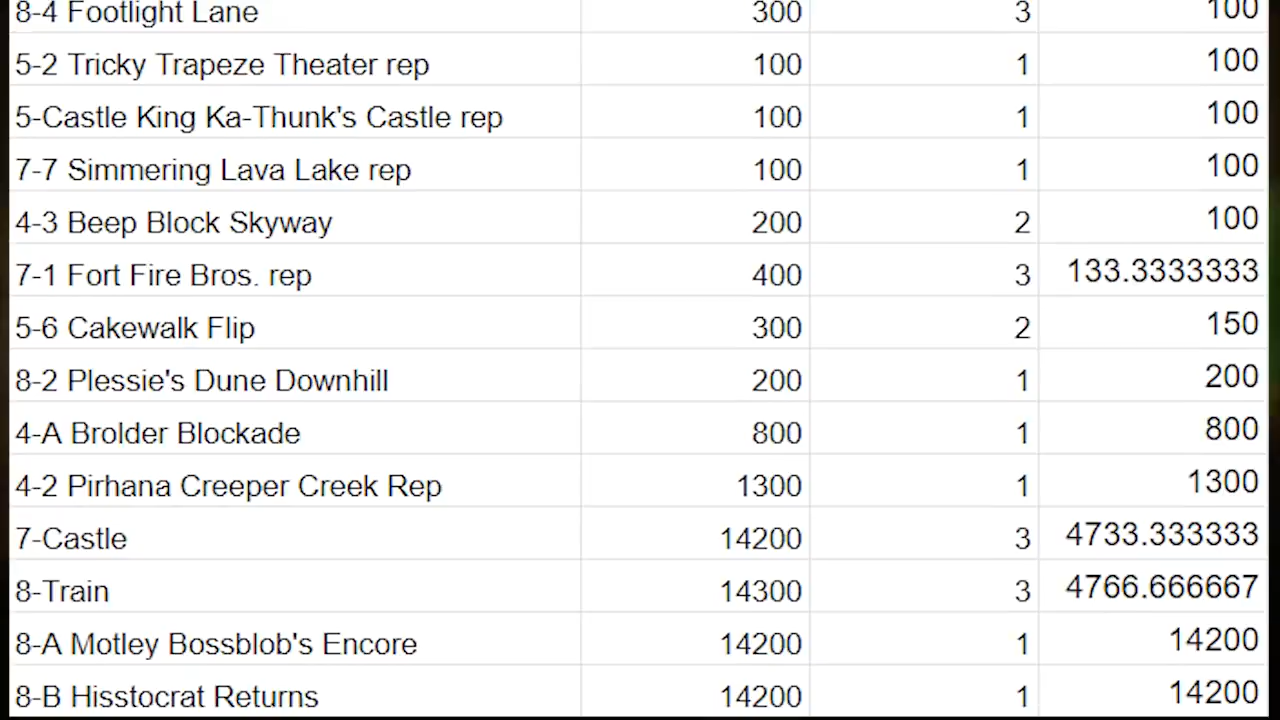 8-4 Footlight Lane 300 3 100
5-2 Tricky Trapeze Theater rep 100 1 100
5-Castle King Ka-Thunk's Castle rep 100 1 100
7-7 Simmering Lava Lake rep 100 1 100
4-3 Beep Block Skyway 200 2 100
7-1 Fort Fire Bros. rep 400 3 133.3333333
5-6 Cakewalk Flip 300 2 150
8-2 Plessie's Dune Downhill 200 1 200
4-A Brolder Blockade 800 1 800
4-2 Pirhana Creeper Creek Rep 1300 1 1300
7-Castle 14200 3 4733.333333
8-Train 14300 3 4766.666667
8-A Motley Bossblob's Encore 14200 1 14200
8-B Hisstocrat Returns 14200 1 14200